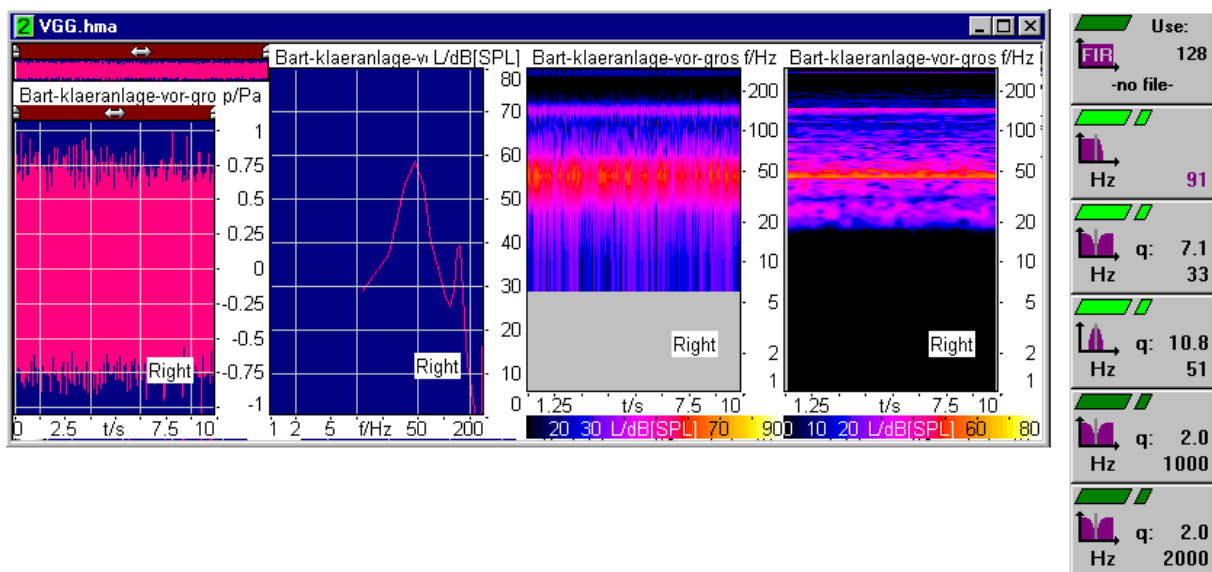 2 VGG.hma
Bart-klaeranlage-vor-gro p/Pa
1
0.75
0.5
0.25
0
-0.25
-0.5
-0.75
-1
Right
0 2.5 t/s 7.5 10
Bart-klaeranlage-v L/dB[SPL]
80
70
60
50
40
30
20
10
0
Right
1 2 5 f/Hz 50 200
Bart-klaeranlage-vor-gros f/Hz
200
100
50
20
10
5
2
1
Right
1.25 t/s 7.5 10
20 30 L/dB[SPL] 70 90
Bart-klaeranlage-vor-gros f/Hz
200
100
50
20
10
5
2
1
Right
1.25 t/s 7.5 10
0 10 20 L/dB[SPL] 60 80
Use:
FIR 128
-no file-
Hz 91
q: 7.1
Hz 33
q: 10.8
Hz 51
q: 2.0
Hz 1000
q: 2.0
Hz 2000